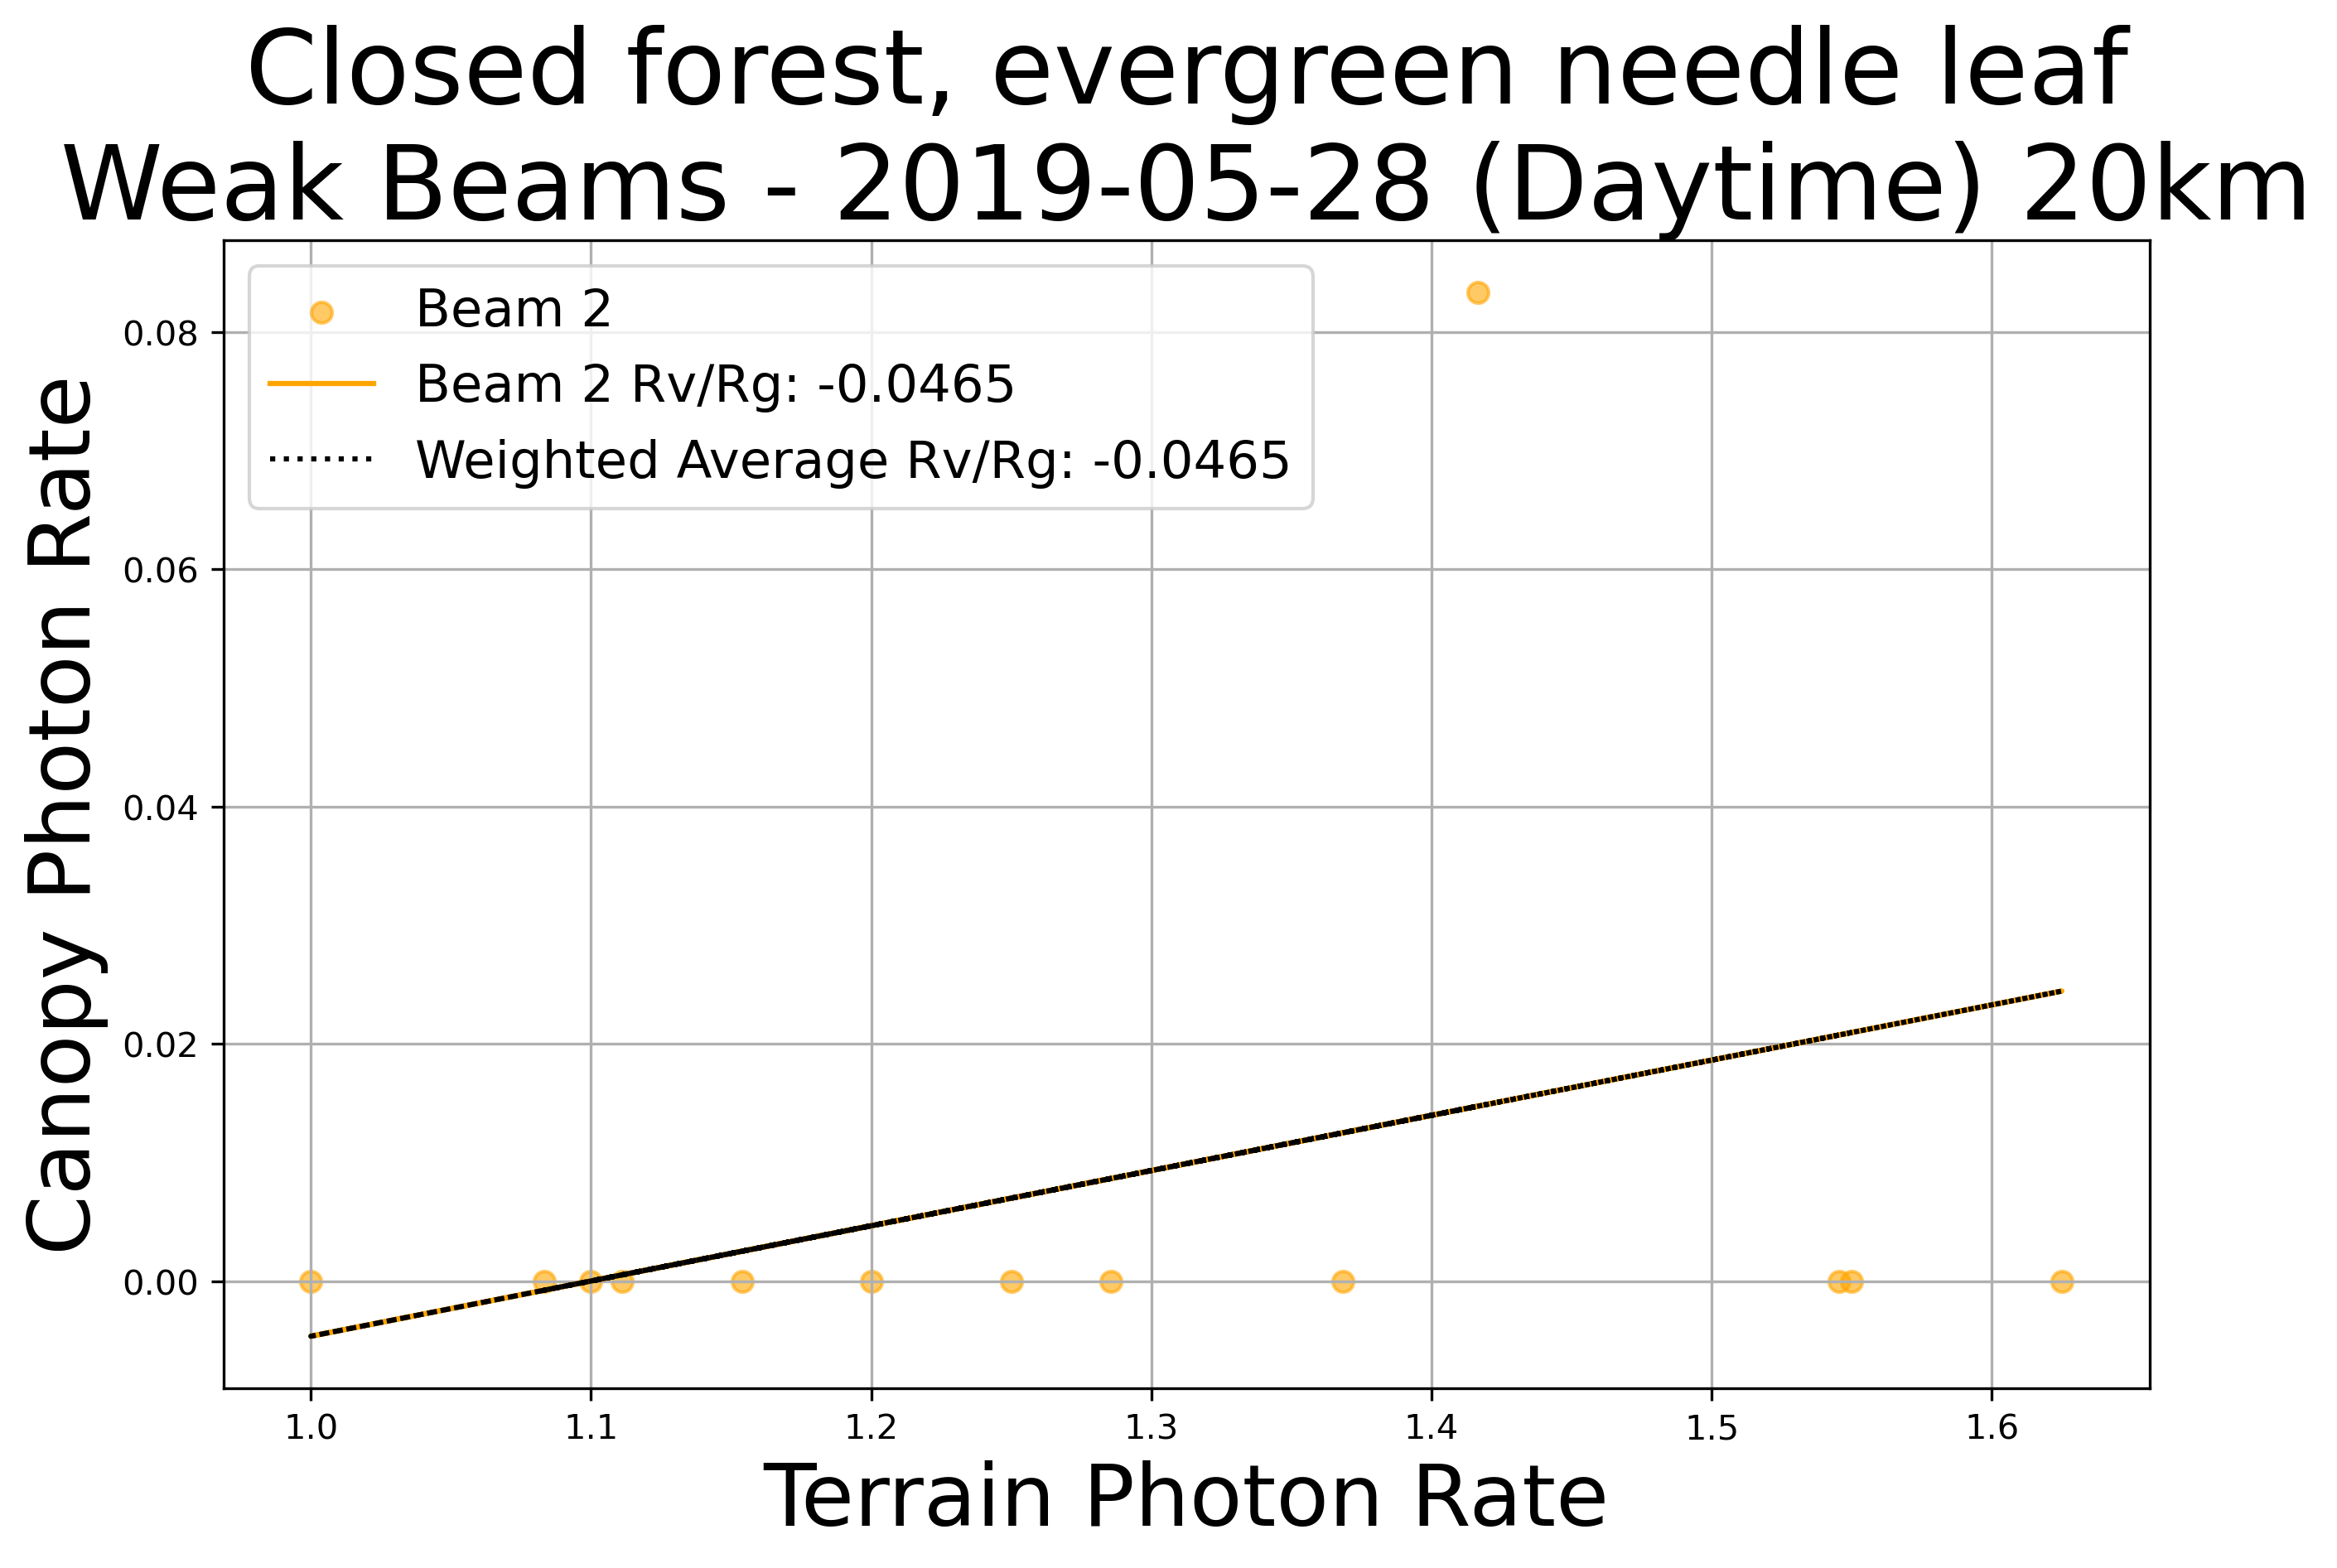 Closed forest, evergreen needle leaf
Weak Beams - 2019-05-28 (Daytime) 20km
Beam 2
Beam 2 Rv/Rg: -0.0465
Weighted Average Rv/Rg: -0.0465
Canopy Photon Rate
0.08
0.06
0.04
0.02
0.00
1.0 1.1 1.2 1.3 1.4 1.5 1.6
Terrain Photon Rate